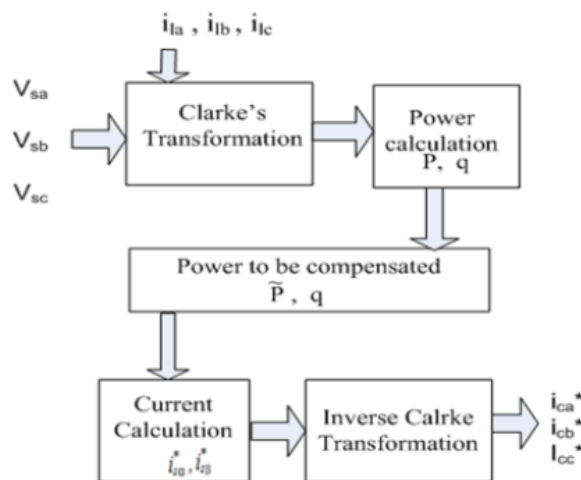 i_la , i_lb , i_lc
V_sa
V_sb
V_sc
Clarke's
Transformation
Power
calculation
P, q
Power to be compensated
P̃ , q
Current
Calculation
Inverse Calrke
Transformation
i_ca*
i_cb*
I_cc*